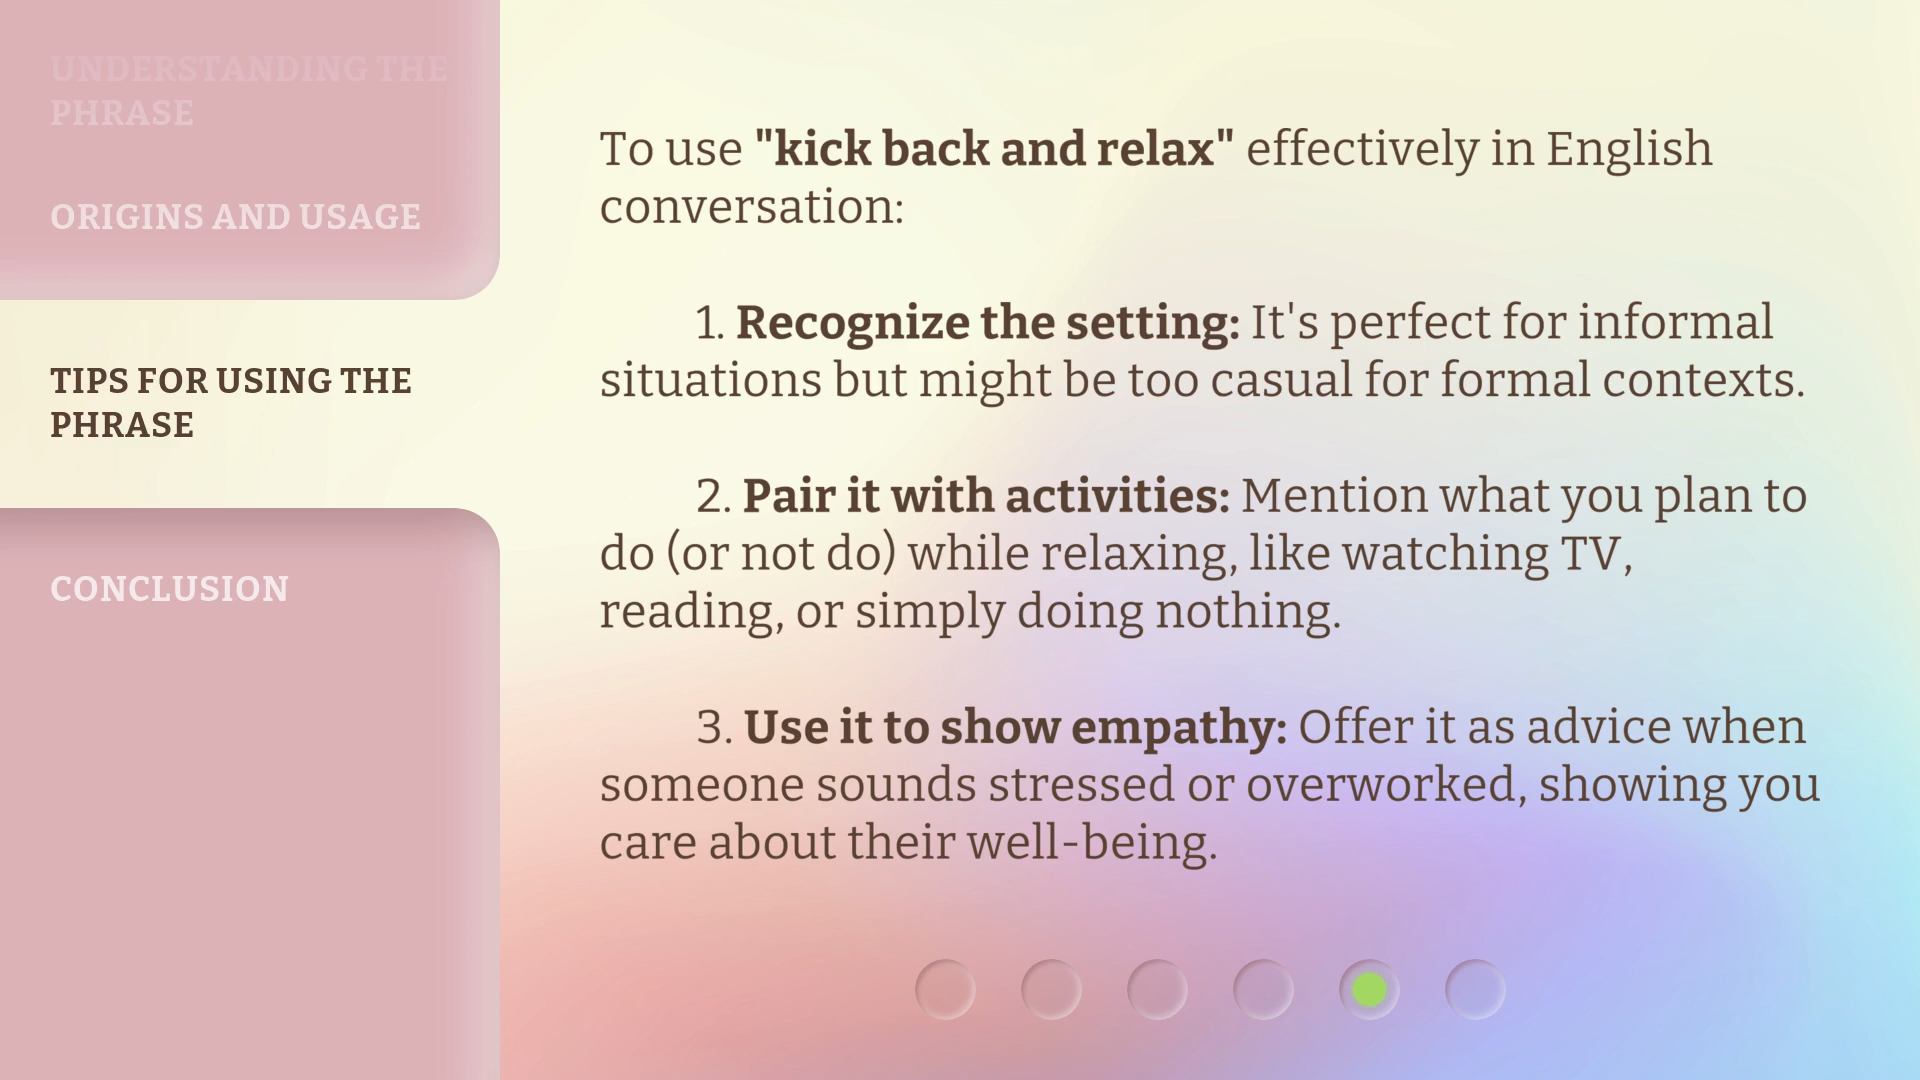 UNDERSTANDING THE
PHRASE
ORIGINS AND USAGE
TIPS FOR USING THE
PHRASE
CONCLUSION
To use "kick back and relax" effectively in English
conversation:
1. Recognize the setting: It's perfect for informal
situations but might be too casual for formal contexts.
2. Pair it with activities: Mention what you plan to
do (or not do) while relaxing, like watching TV,
reading, or simply doing nothing.
3. Use it to show empathy: Offer it as advice when
someone sounds stressed or overworked, showing you
care about their well-being.